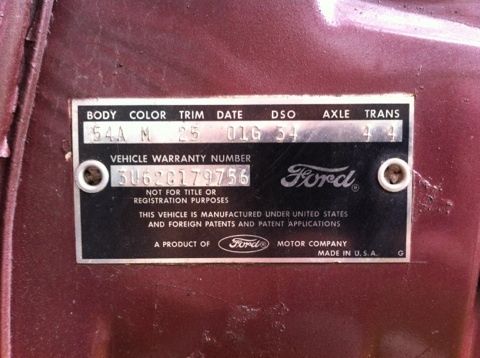 BODY COLOR TRIM DATE DSO AXLE TRANS
54A M 25 01G 54 4 4
VEHICLE WARRANTY NUMBER
3U62G179756
Ford
NOT FOR TITLE OR
REGISTRATION PURPOSES
THIS VEHICLE IS MANUFACTURED UNDER UNITED STATES
AND FOREIGN PATENTS AND PATENT APPLICATIONS
A PRODUCT OF Ford MOTOR COMPANY
MADE IN U.S.A. G